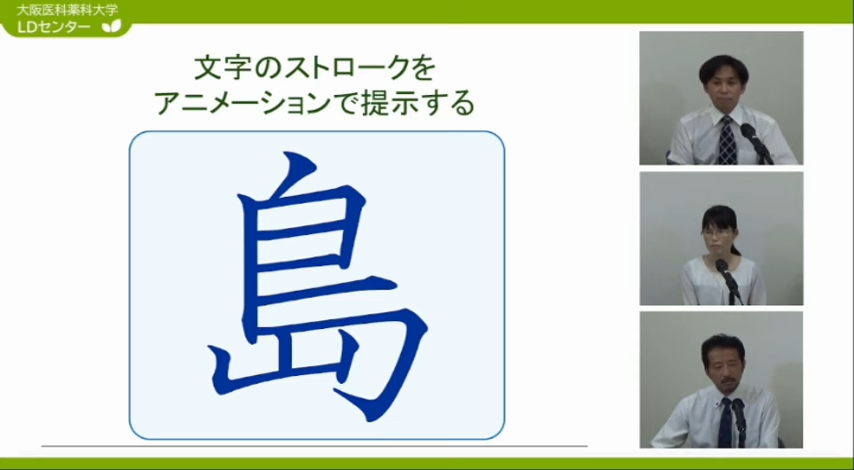 大阪医科薬科大学
LDセンター
文字のストロークを
アニメーションで提示する
島